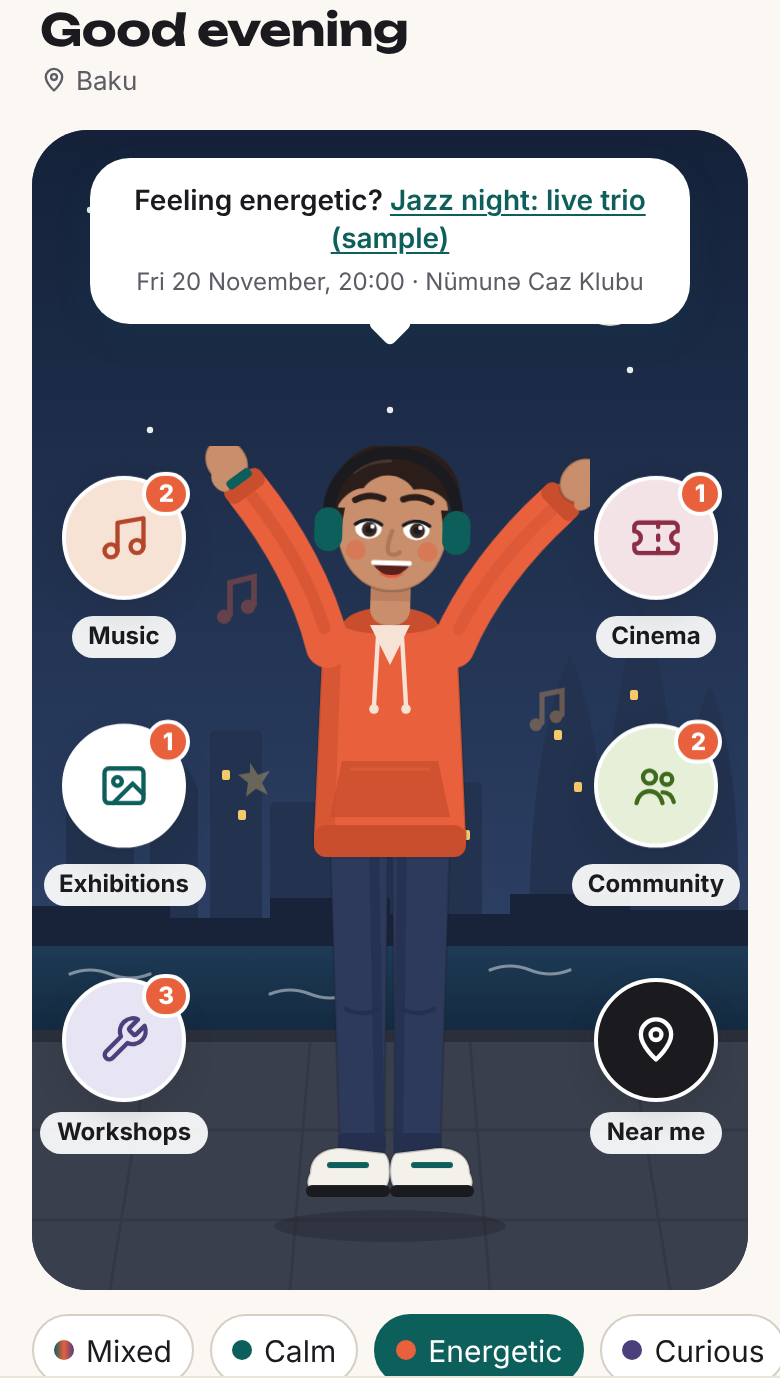 Good evening
Baku
Feeling energetic? Jazz night: live trio
(sample)
Fri 20 November, 20:00 · Nümunə Caz Klubu
2
Music
1
Cinema
1
Exhibitions
2
Community
3
Workshops
Near me
Mixed
Calm
Energetic
Curious